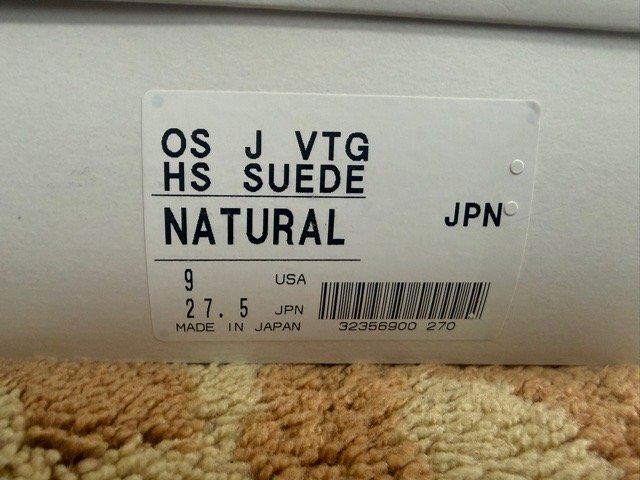 OS J VTG
HS SUEDE
NATURAL
JPN
9 USA
27.5 JPN
MADE IN JAPAN
32356900 270